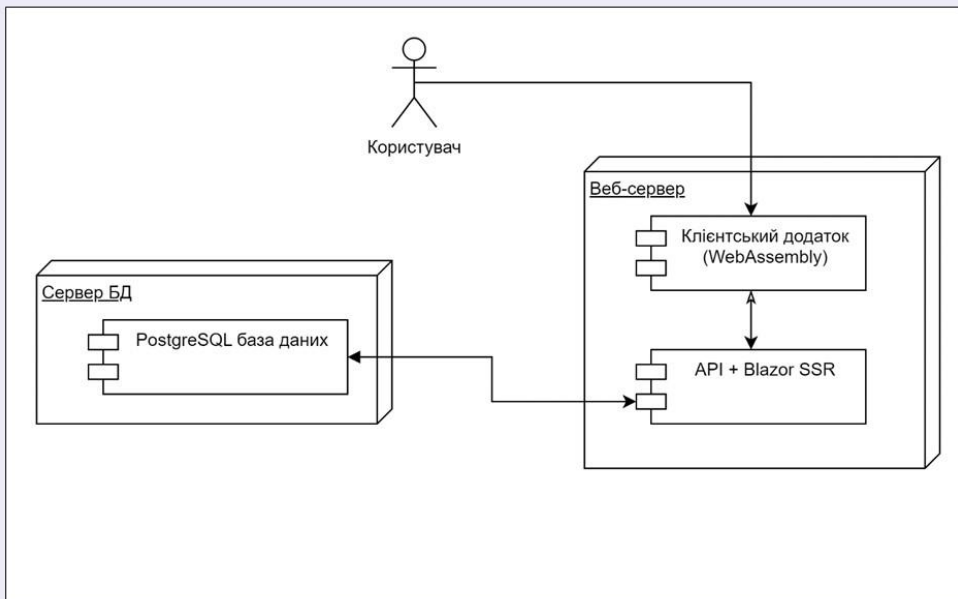 Користувач
Веб-сервер
Клієнтський додаток
(WebAssembly)
Сервер БД
PostgreSQL база даних
API + Blazor SSR